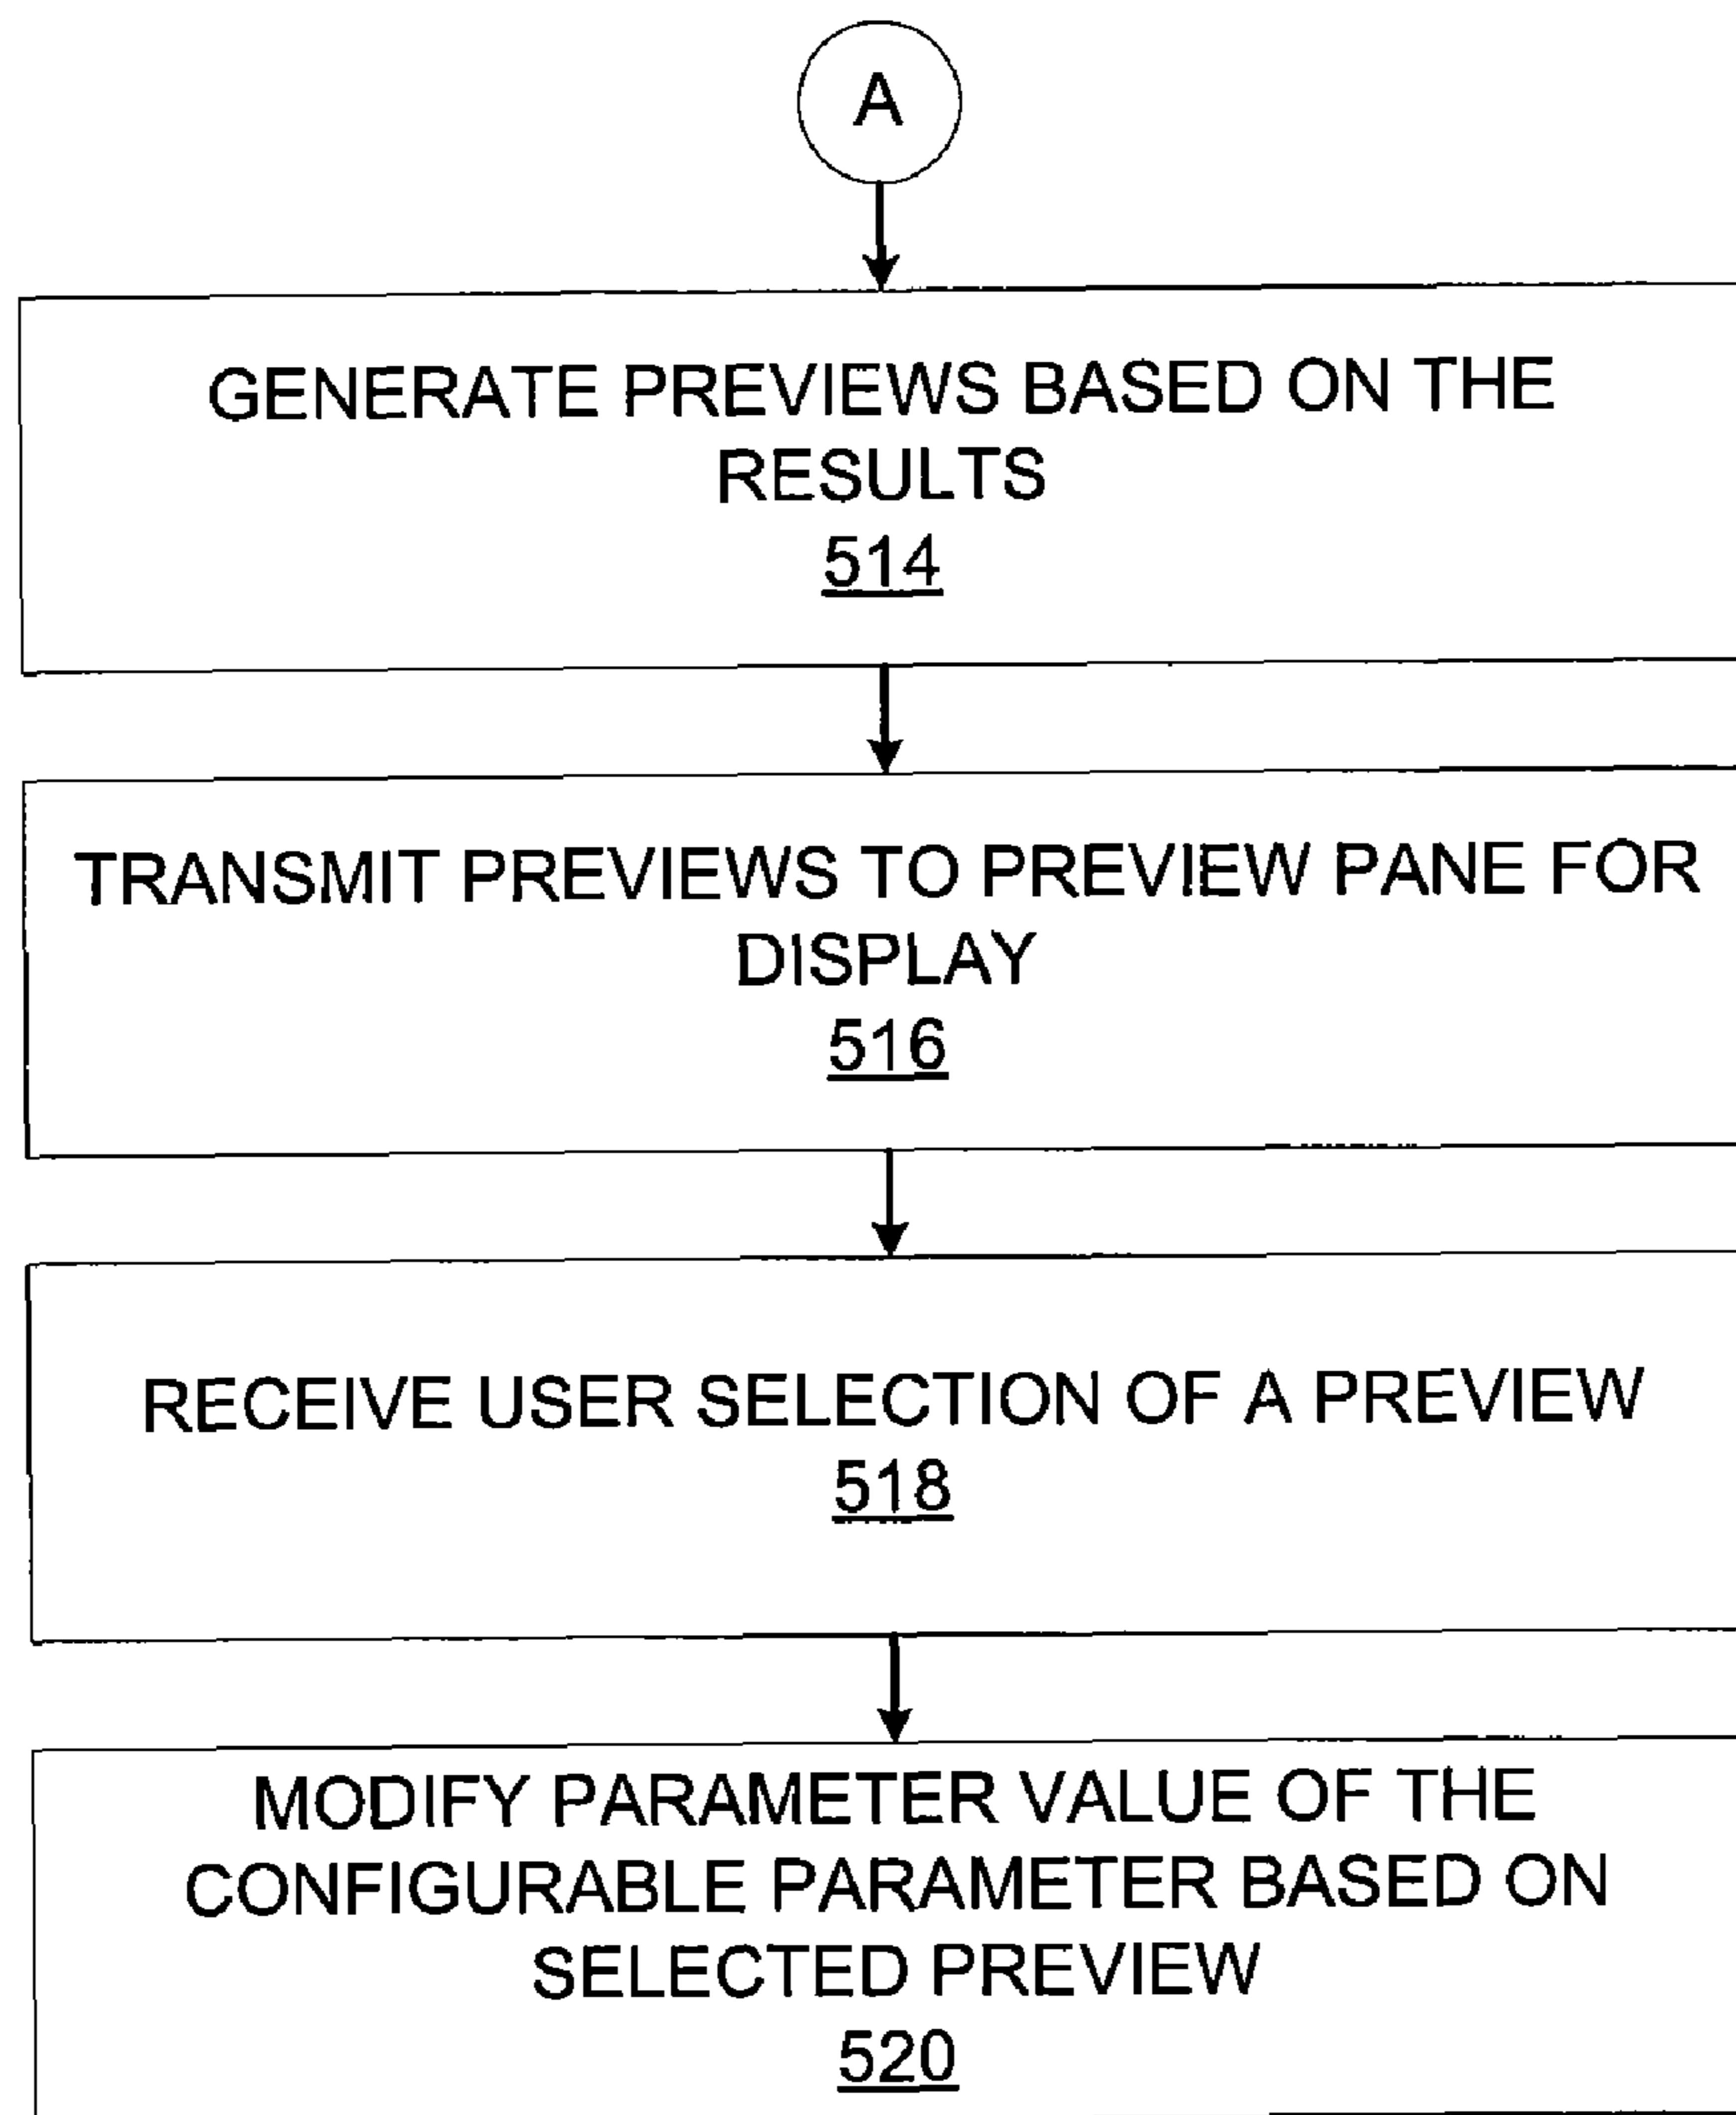 A
GENERATE PREVIEWS BASED ON THE
RESULTS
514
TRANSMIT PREVIEWS TO PREVIEW PANE FOR
DISPLAY
516
RECEIVE USER SELECTION OF A PREVIEW
518
MODIFY PARAMETER VALUE OF THE
CONFIGURABLE PARAMETER BASED ON
SELECTED PREVIEW
520